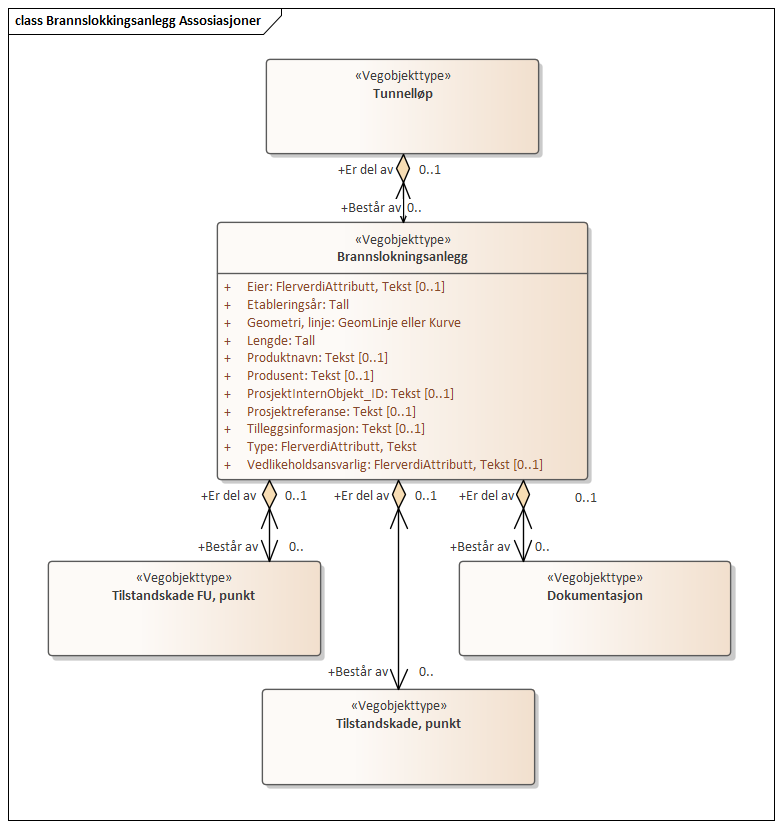 class Brannslokkingsanlegg Assosiasjoner
«Vegobjekttype»
Tunnelløp
+Er del av 0..1
+Består av 0..
«Vegobjekttype»
Brannslokningsanlegg
+ Eier: FlerverdiAttributt, Tekst [0..1]
+ Etableringsår: Tall
+ Geometri, linje: GeomLinje eller Kurve
+ Lengde: Tall
+ Produktnavn: Tekst [0..1]
+ Produsent: Tekst [0..1]
+ ProsjektInternObjekt_ID: Tekst [0..1]
+ Prosjektreferanse: Tekst [0..1]
+ Tilleggsinformasjon: Tekst [0..1]
+ Type: FlerverdiAttributt, Tekst
+ Vedlikeholdsansvarlig: FlerverdiAttributt, Tekst [0..1]
+Er del av 0..1 +Er del av 0..1 +Er del av 0..1
+Består av 0.. +Består av 0..
«Vegobjekttype»
Tilstandskade FU, punkt
«Vegobjekttype»
Dokumentasjon
+Består av 0..
«Vegobjekttype»
Tilstandskade, punkt